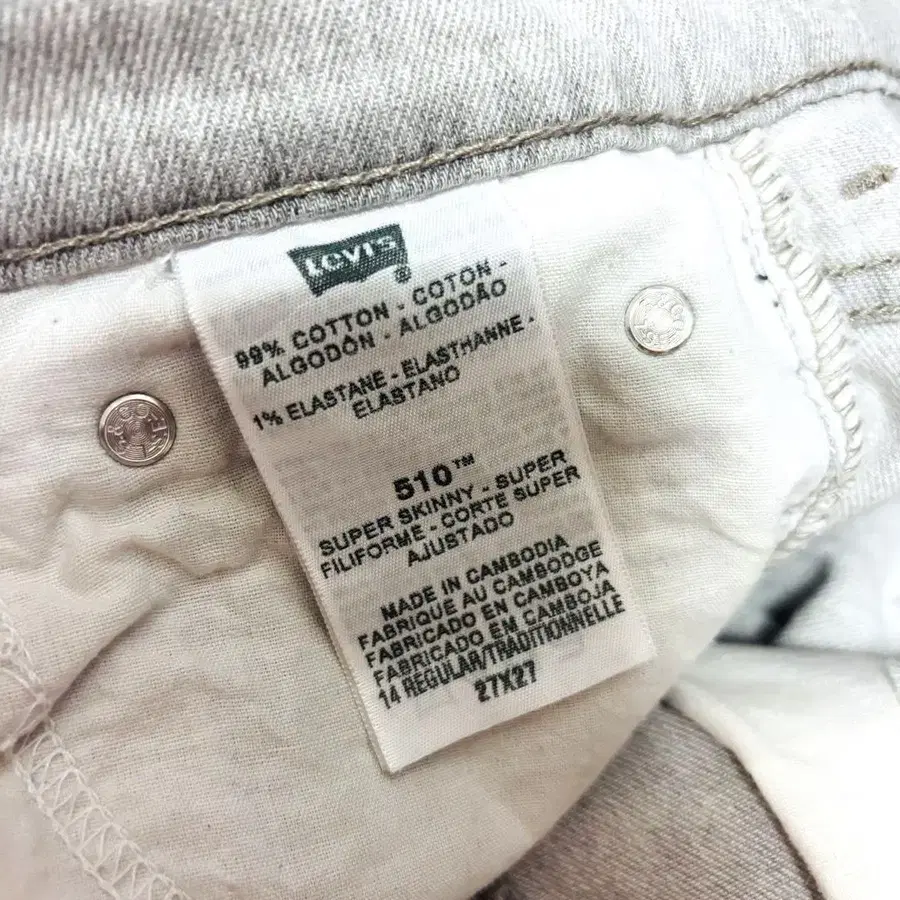 Levi's
99% COTTON - COTON -
ALGODÓN - ALGODÃO
1% ELASTANE - ELASTHANNE -
ELASTANO
510™
SUPER SKINNY - SUPER
FILIFORME - CORTE SUPER
AJUSTADO
MADE IN CAMBODIA
FABRIQUE AU CAMBODGE
FABRICADO EN CAMBOYA
FABRICADO EM CAMBOJA
14 REGULAR/TRADITIONNELLE
27X27